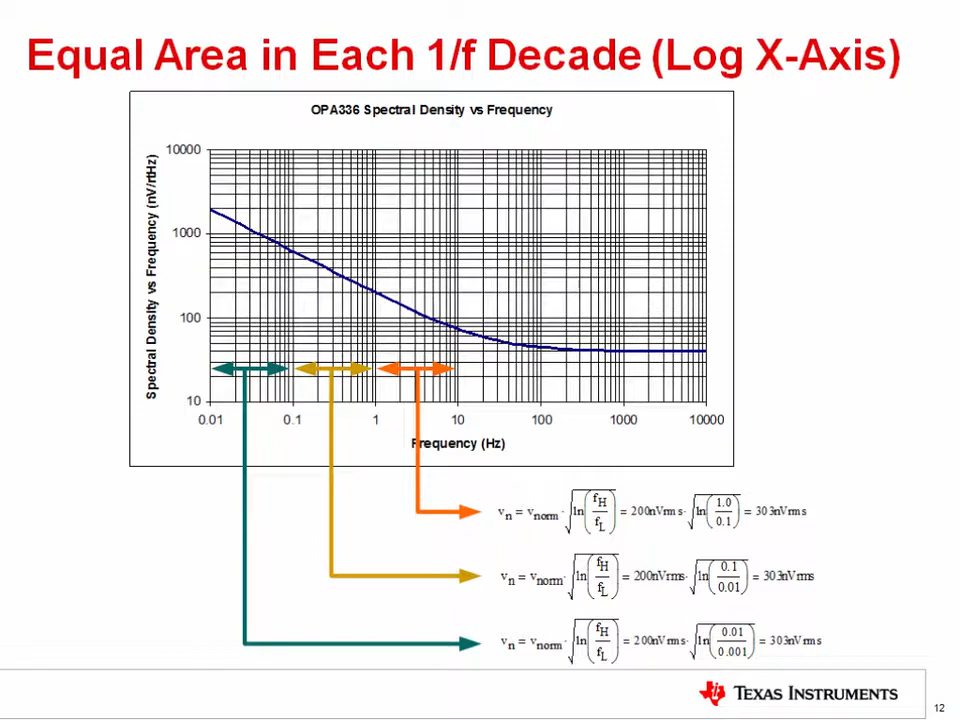 Equal Area in Each 1/f Decade (Log X-Axis)
OPA336 Spectral Density vs Frequency
Spectral Density vs Frequency (nV/rtHz)
10000
1000
100
10
0.01 0.1 1 10 100 1000 10000
Frequency (Hz)
vn = vnorm · √ln(fH/fL) = 200nVrms· √ln(1.0/0.1) = 303nVrms
vn = vnorm· √ln(fH/fL) = 200nVrms· √ln(0.1/0.01) = 303nVrms
vn = vnorm · √ln(fH/fL) = 200nVrms· √ln(0.01/0.001) = 303nVrms
TEXAS INSTRUMENTS
12